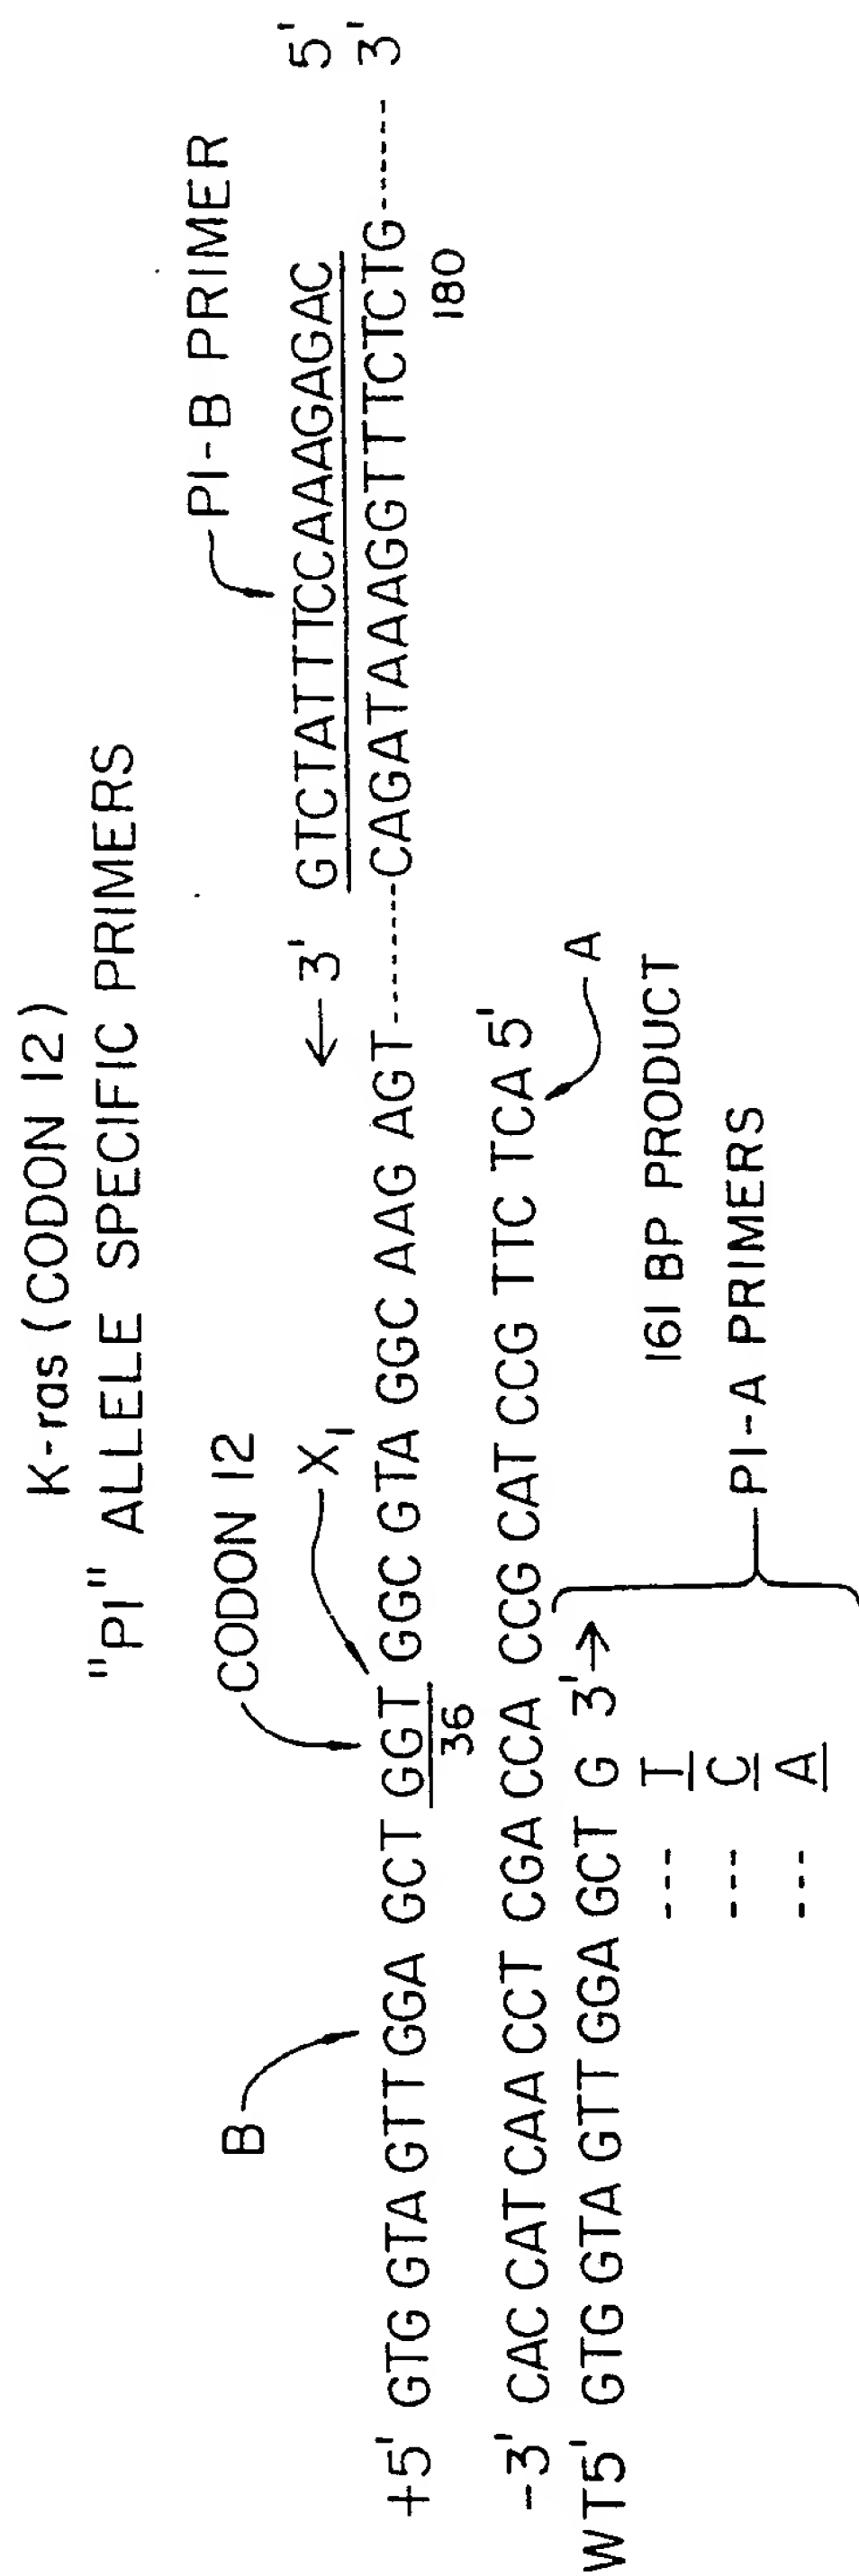 K-ras (CODON 12)
"P1" ALLELE SPECIFIC PRIMERS
P1-B PRIMER
CODON 12
X1
B
← 3' GTCTATTTCCAAAGAGAC 5'
+5' GTG GTA GTT GGA GCT GGT GGC GTA GGC AAG AGT-------CAGATAAAGGTTTCTCTG------ 3'
36
180
-3' CAC CAT CAA CCT CGA CCA CCG CAT CCG TTC TCA 5'
A
WT5' GTG GTA GTT GGA GCT G 3'→
161 BP PRODUCT
--- T
--- C
P1-A PRIMERS
--- A